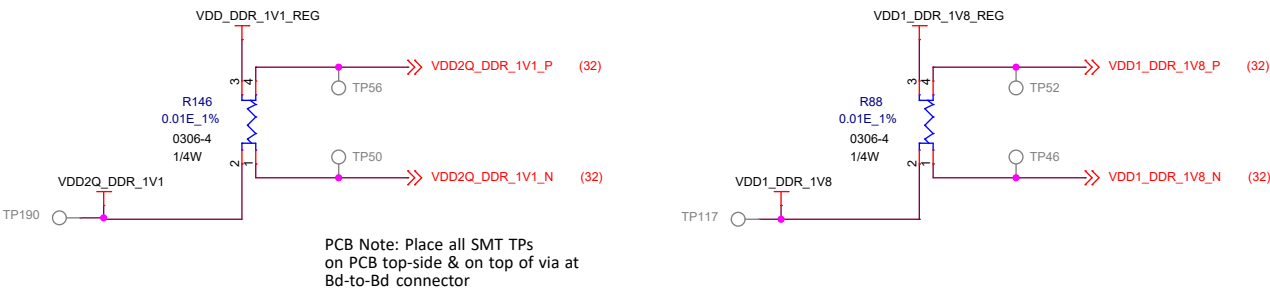 VDD_DDR_1V1_REG
3
4
VDD2Q_DDR_1V1_P (32)
TP56
R146
0.01E_1%
0306-4
1/4W
2
1
TP50
VDD2Q_DDR_1V1_N (32)
VDD2Q_DDR_1V1
TP190
PCB Note: Place all SMT TPs
on PCB top-side & on top of via at
Bd-to-Bd connector
VDD1_DDR_1V8_REG
3
4
VDD1_DDR_1V8_P (32)
TP52
R88
0.01E_1%
0306-4
1/4W
2
1
TP46
VDD1_DDR_1V8_N (32)
VDD1_DDR_1V8
TP117